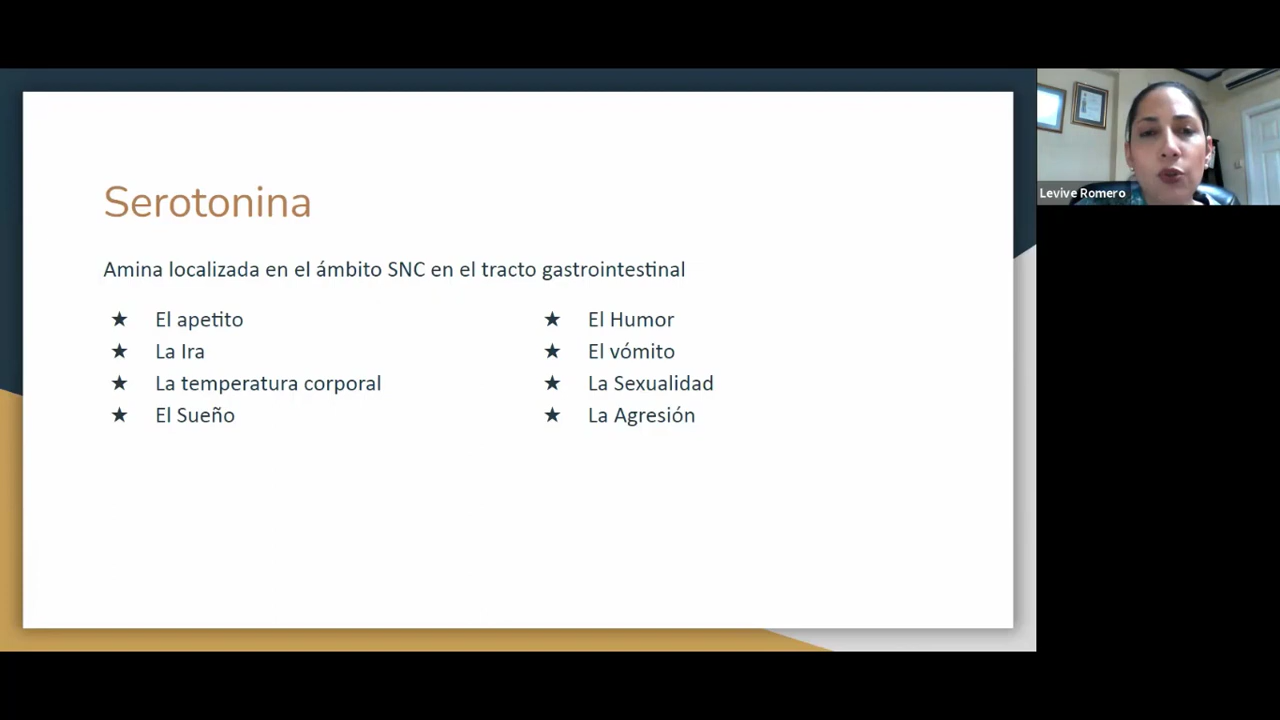 Serotonina
Amina localizada en el ámbito SNC en el tracto gastrointestinal
★ El apetito
★ La Ira
★ La temperatura corporal
★ El Sueño
★ El Humor
★ El vómito
★ La Sexualidad
★ La Agresión
Levive Romero